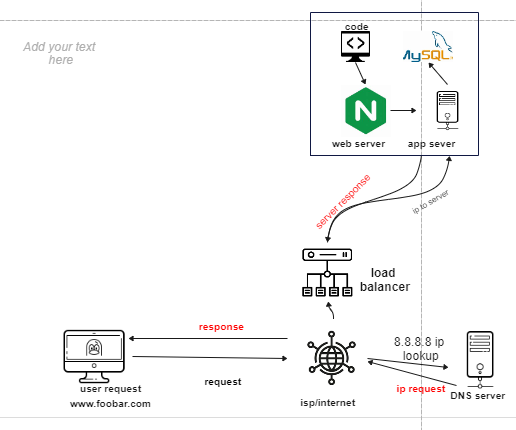 code
Add your text
here
MySQL
N
web server
app sever
server response
ip to server
load
balancer
response
8.8.8.8 ip
lookup
user request
request
ip request
DNS server
www.foobar.com
isp/internet